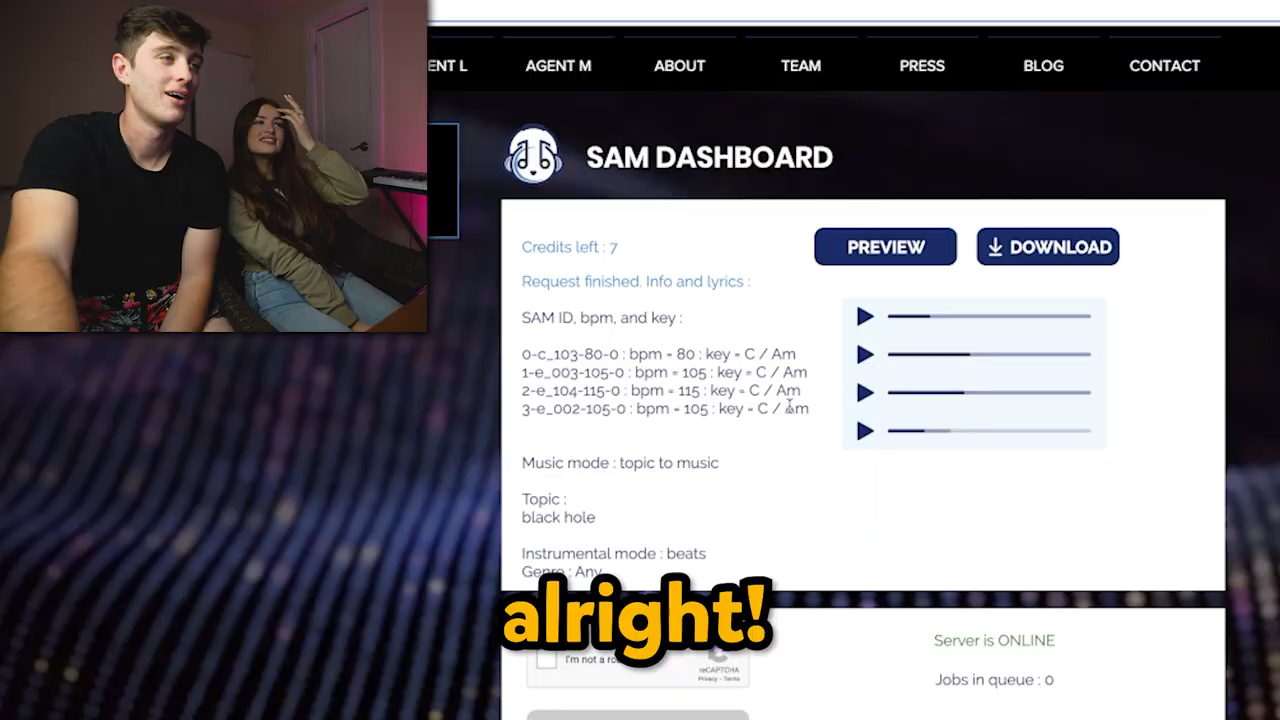 ENT L
AGENT M
ABOUT
TEAM
PRESS
BLOG
CONTACT
SAM DASHBOARD
Credits left : 7
PREVIEW
DOWNLOAD
Request finished. Info and lyrics :
SAM ID, bpm, and key :
0-c_103-80-0 : bpm = 80 : key = C / Am
1-e_003-105-0 : bpm = 105 : key = C / Am
2-e_104-115-0 : bpm = 115 : key = C / Am
3-e_002-105-0 : bpm = 105 : key = C / Am
Music mode : topic to music
Topic :
black hole
Instrumental mode : beats
Genre : Any
alright!
I'm not a
reCAPTCHA
Privacy - Terms
Server is ONLINE
Jobs in queue : 0